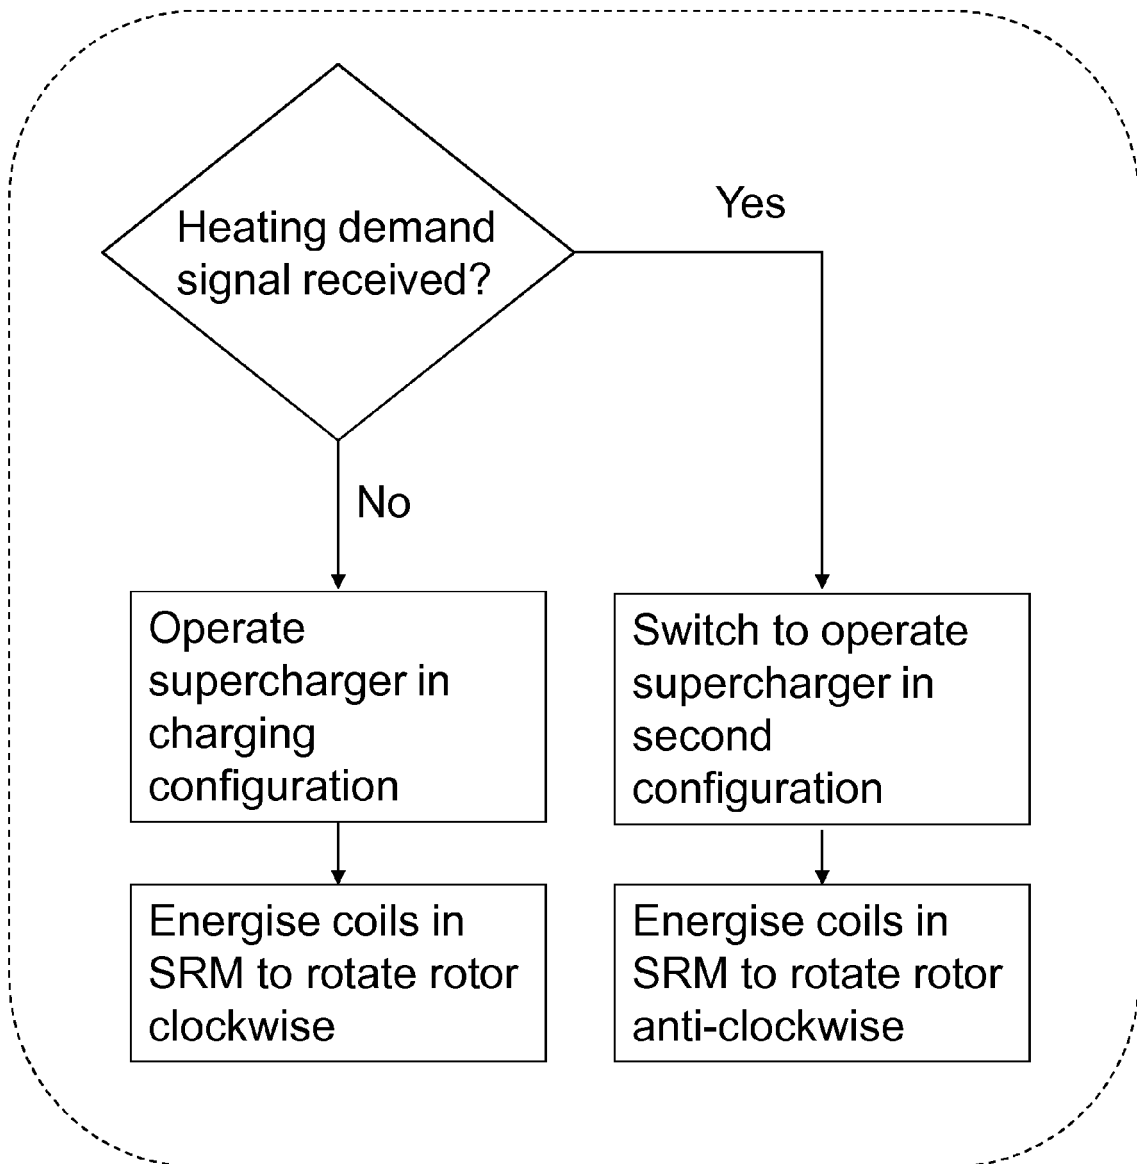 Heating demand
signal received?
Yes
No
Operate
supercharger in
charging
configuration
Switch to operate
supercharger in
second
configuration
Energise coils in
SRM to rotate rotor
clockwise
Energise coils in
SRM to rotate rotor
anti-clockwise